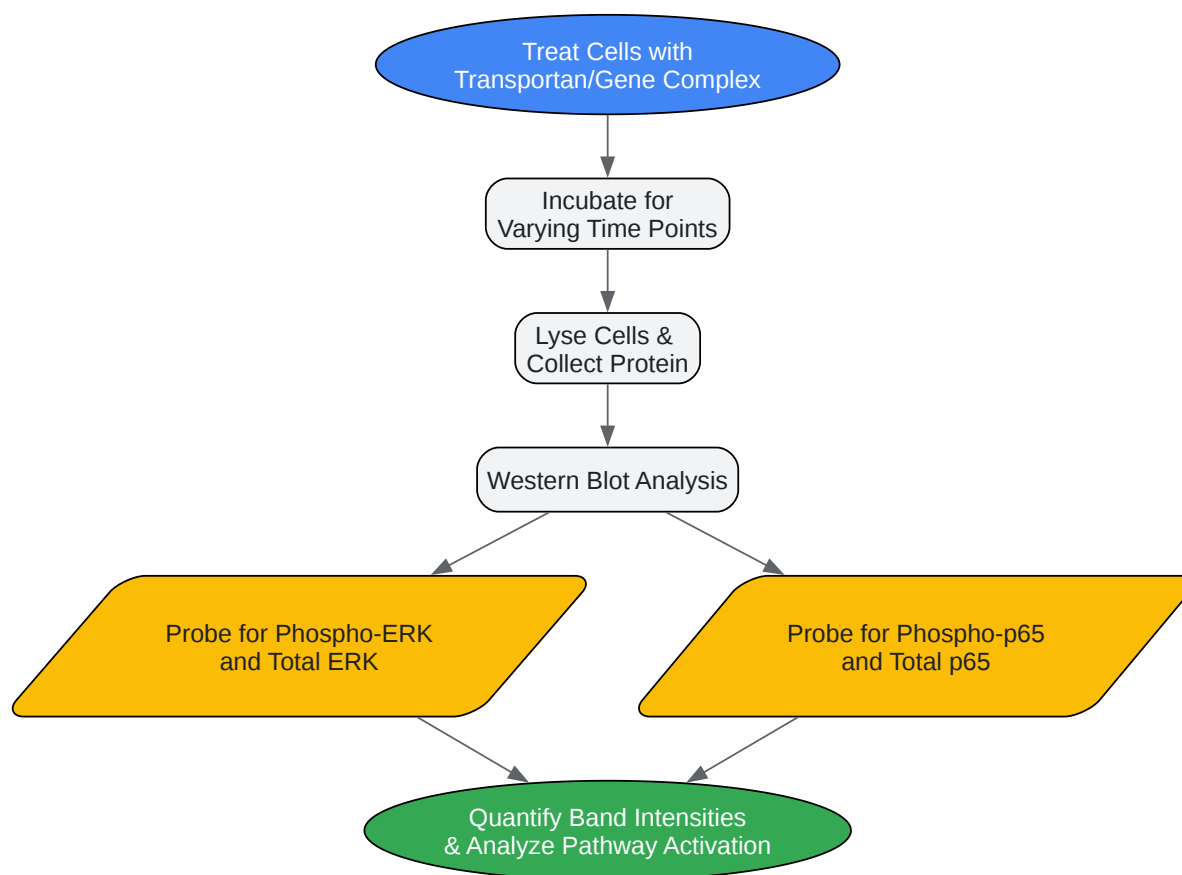 Treat Cells with
Transportan/Gene Complex
Incubate for
Varying Time Points
Lyse Cells &
Collect Protein
Western Blot Analysis
Probe for Phospho-ERK
and Total ERK
Probe for Phospho-p65
and Total p65
Quantify Band Intensities
& Analyze Pathway Activation